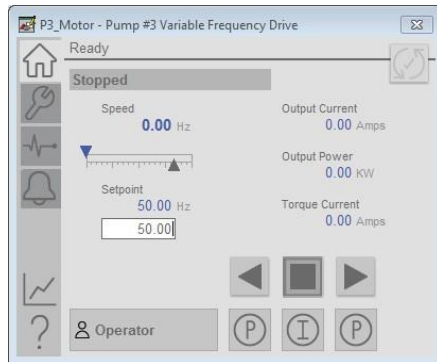 P3_Motor - Pump #3 Variable Frequency Drive
Ready
Stopped
Speed
0.00 Hz
Setpoint
50.00 Hz
50.00
Output Current
0.00 Amps
Output Power
0.00 KW
Torque Current
0.00 Amps
?
Operator
P
I
P